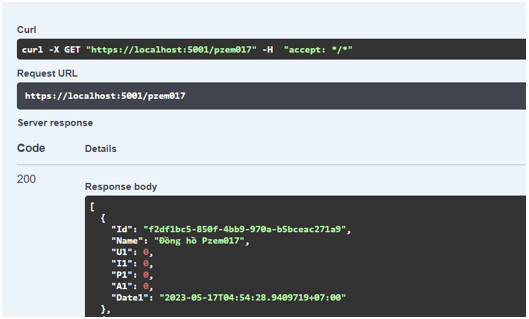 Curl
curl -X GET "https://localhost:5001/pzem017" -H  "accept: */*"
Request URL
https://localhost:5001/pzem017
Server response
Code Details
200
Response body
[
  {
    "Id": "f2df1bc5-850f-4bb9-970a-b5bceac271a9",
    "Name": "Đồng hồ Pzem017",
    "U1": 0,
    "I1": 0,
    "P1": 0,
    "A1": 0,
    "Date1": "2023-05-17T04:54:28.9409719+07:00"
  },